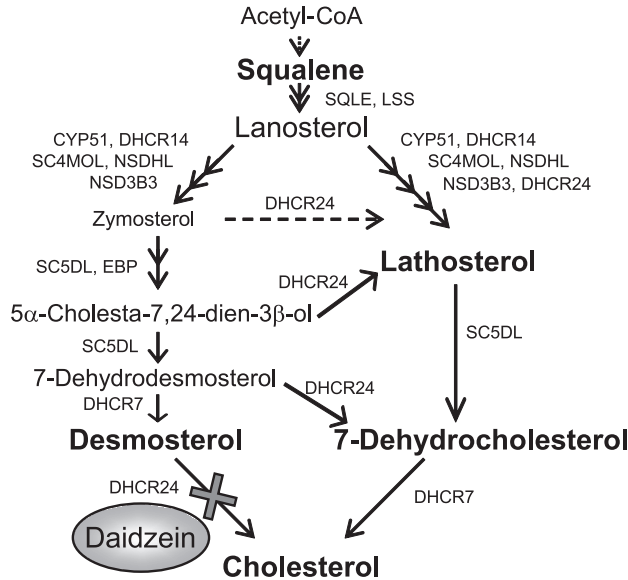 Acetyl-CoA
Squalene
SQLE, LSS
Lanosterol
CYP51, DHCR14
SC4MOL, NSDHL
NSD3B3
CYP51, DHCR14
SC4MOL, NSDHL
NSD3B3, DHCR24
Zymosterol
DHCR24
SC5DL, EBP
Lathosterol
DHCR24
5α-Cholesta-7,24-dien-3β-ol
SC5DL
SC5DL
7-Dehydrodesmosterol
DHCR24
DHCR7
Desmosterol
7-Dehydrocholesterol
DHCR24
DHCR7
Daidzein
Cholesterol